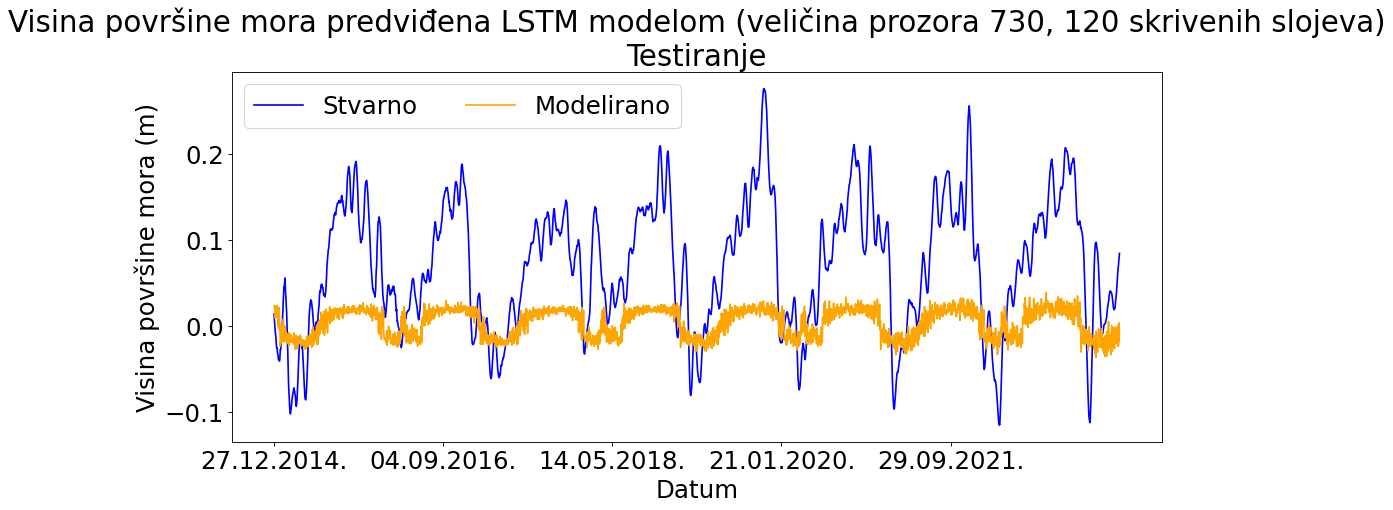 Visina površine mora predviđena LSTM modelom (veličina prozora 730, 120 skrivenih slojeva)
Testiranje
Stvarno
Modelirano
Visina površine mora (m)
0.2
0.1
0.0
−0.1
27.12.2014.
04.09.2016.
14.05.2018.
21.01.2020.
29.09.2021.
Datum